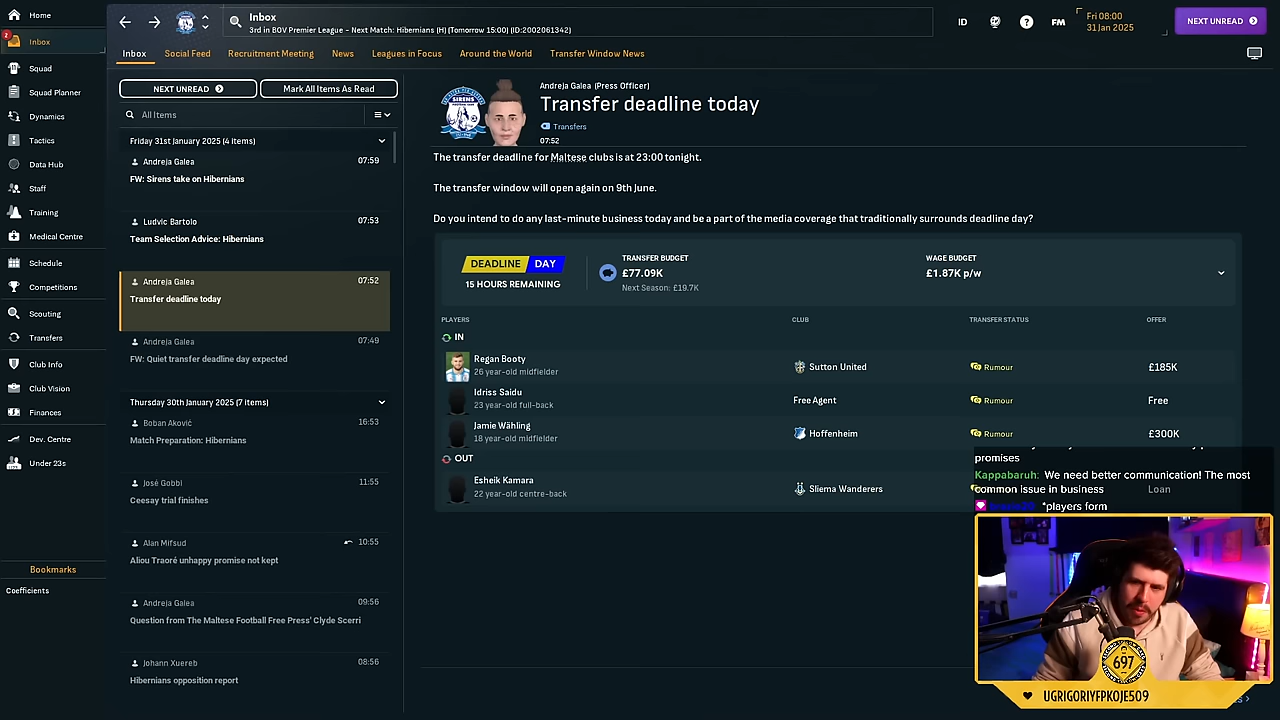 Home
2
Inbox
Squad
Squad Planner
Dynamics
Tactics
Data Hub
Staff
Training
Medical Centre
Schedule
Competitions
Scouting
Transfers
Club Info
Club Vision
Finances
Dev. Centre
Under 23s
Bookmarks
Coefficients
Inbox
3rd in BOV Premier League - Next Match: Hibernians (H) (Tomorrow 15:00) (ID:2002061342)
ID
FM
Fri 08:00
31 Jan 2025
NEXT UNREAD
Inbox Social Feed Recruitment Meeting News Leagues in Focus Around the World Transfer Window News
NEXT UNREAD
Mark All Items As Read
All Items
Friday 31st January 2025 (4 items)
Andreja Galea 07:59
FW: Sirens take on Hibernians
Ludvic Bartolo 07:53
Team Selection Advice: Hibernians
Andreja Galea 07:52
Transfer deadline today
Andreja Galea 07:49
FW: Quiet transfer deadline day expected
Thursday 30th January 2025 (7 items)
Boban Aković 16:53
Match Preparation: Hibernians
José Gobbi 11:55
Ceesay trial finishes
Alan Mifsud 10:55
Aliou Traoré unhappy promise not kept
Andreja Galea 09:56
Question from The Maltese Football Free Press' Clyde Scerri
Johann Xuereb 08:56
Hibernians opposition report
SIRENS
Andreja Galea (Press Officer)
Transfer deadline today
Transfers
07:52
The transfer deadline for Maltese clubs is at 23:00 tonight.
The transfer window will open again on 9th June.
Do you intend to do any last-minute business today and be a part of the media coverage that traditionally surrounds deadline day?
DEADLINE DAY
15 HOURS REMAINING
TRANSFER BUDGET
£77.09K
Next Season: £19.7K
WAGE BUDGET
£1.87K p/w
PLAYERS CLUB TRANSFER STATUS OFFER
IN
Regan Booty
26 year-old midfielder
Sutton United Rumour £185K
Idriss Saidu
23 year-old full-back
Free Agent Rumour Free
Jamie Wähling
18 year-old midfielder
Hoffenheim Rumour £300K
OUT
Esheik Kamara
22 year-old centre-back
Sliema Wanderers
Loan
promises
Kappabaruh: We need better communication! The most
common issue in business
*players form
697
UGRIGORIYFPKOJE509